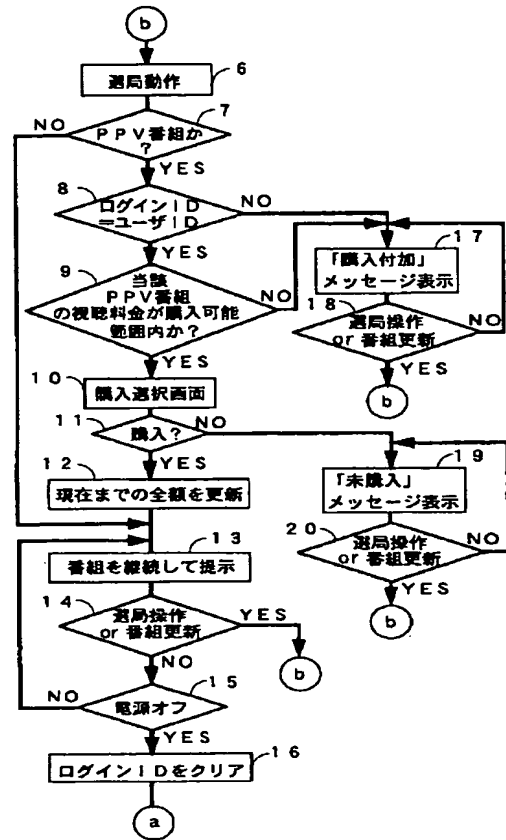 b
選局動作
6
7
NO
PPV番組か
?
YES
8
ログインID
=ユーザID
NO
YES
9
当該
PPV番組
の視聴料金が購入可能
範囲内か?
NO
YES
17
「購入付加」
メッセージ表示
18
選局操作
or 番組更新
NO
YES
b
10
購入選択画面
11
購入?
NO
YES
12
現在までの全額を更新
19
「未購入」
メッセージ表示
20
選局操作
or 番組更新
NO
YES
b
13
番組を継続して提示
14
選局操作
or 番組更新
YES
b
NO
15
NO
電源オフ
YES
16
ログインIDをクリア
a